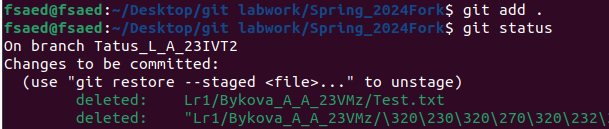 fsaed@fsaed:~/Desktop/git labwork/Spring_2024Fork$ git add .
fsaed@fsaed:~/Desktop/git labwork/Spring_2024Fork$ git status
On branch Tatus_L_A_23IVT2
Changes to be committed:
(use "git restore --staged <file>..." to unstage)
deleted: Lr1/Bykova_A_A_23VMz/Test.txt
deleted: "Lr1/Bykova_A_A_23VMz/\320\230\320\270\320\232\